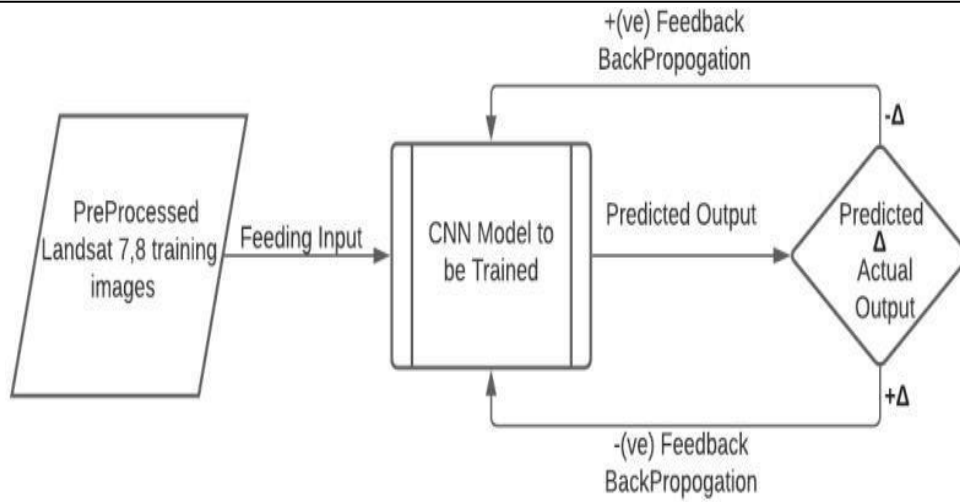 +(ve) Feedback
BackPropogation
-Δ
PreProcessed
Landsat 7,8 training
images
Feeding Input
CNN Model to
be Trained
Predicted Output
Predicted
Δ
Actual
Output
+Δ
-(ve) Feedback
BackPropogation